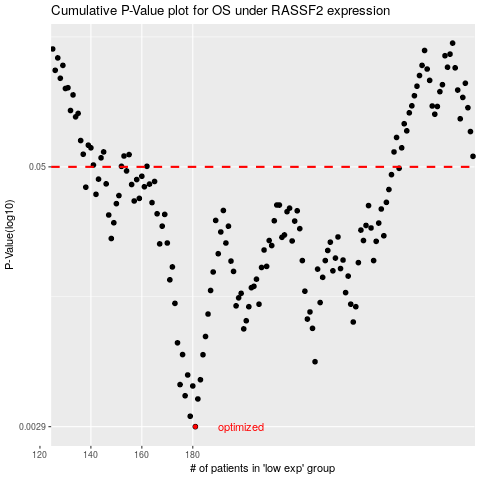 Cumulative P-Value plot for OS under RASSF2 expression
P-Value(log10)
0.05
0.0029
optimized
120 140 160 180
# of patients in 'low exp' group